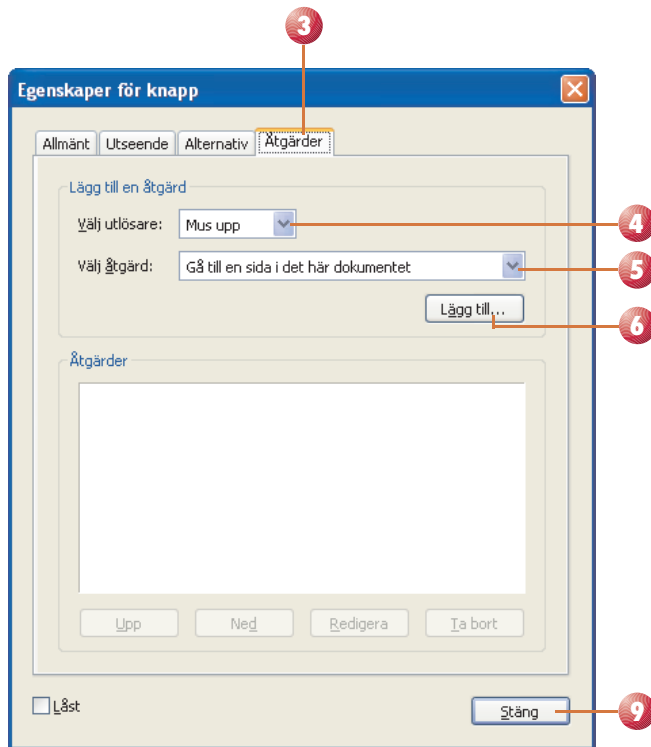 3
Egenskaper för knapp
Allmänt Utseende Alternativ Åtgärder
Lägg till en åtgärd
Välj utlösare: Mus upp
4
Välj åtgärd: Gå till en sida i det här dokumentet
5
Lägg till...
6
Åtgärder
Upp Ned Redigera Ta bort
Låst
Stäng
9